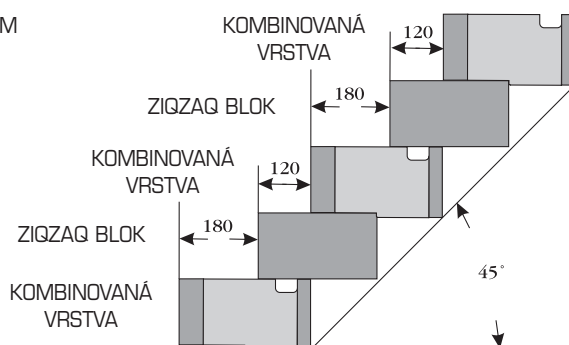 M
KOMBINOVANÁ
VRSTVA
120
ZIQZAQ BLOK
180
KOMBINOVANÁ
VRSTVA
120
ZIQZAQ BLOK
180
KOMBINOVANÁ
VRSTVA
45°